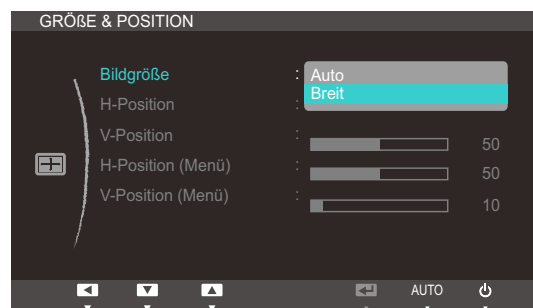 GRÖßE & POSITION
Bildgröße : Auto
Breit
H-Position :
V-Position : 50
H-Position (Menü) : 50
V-Position (Menü) : 10
AUTO